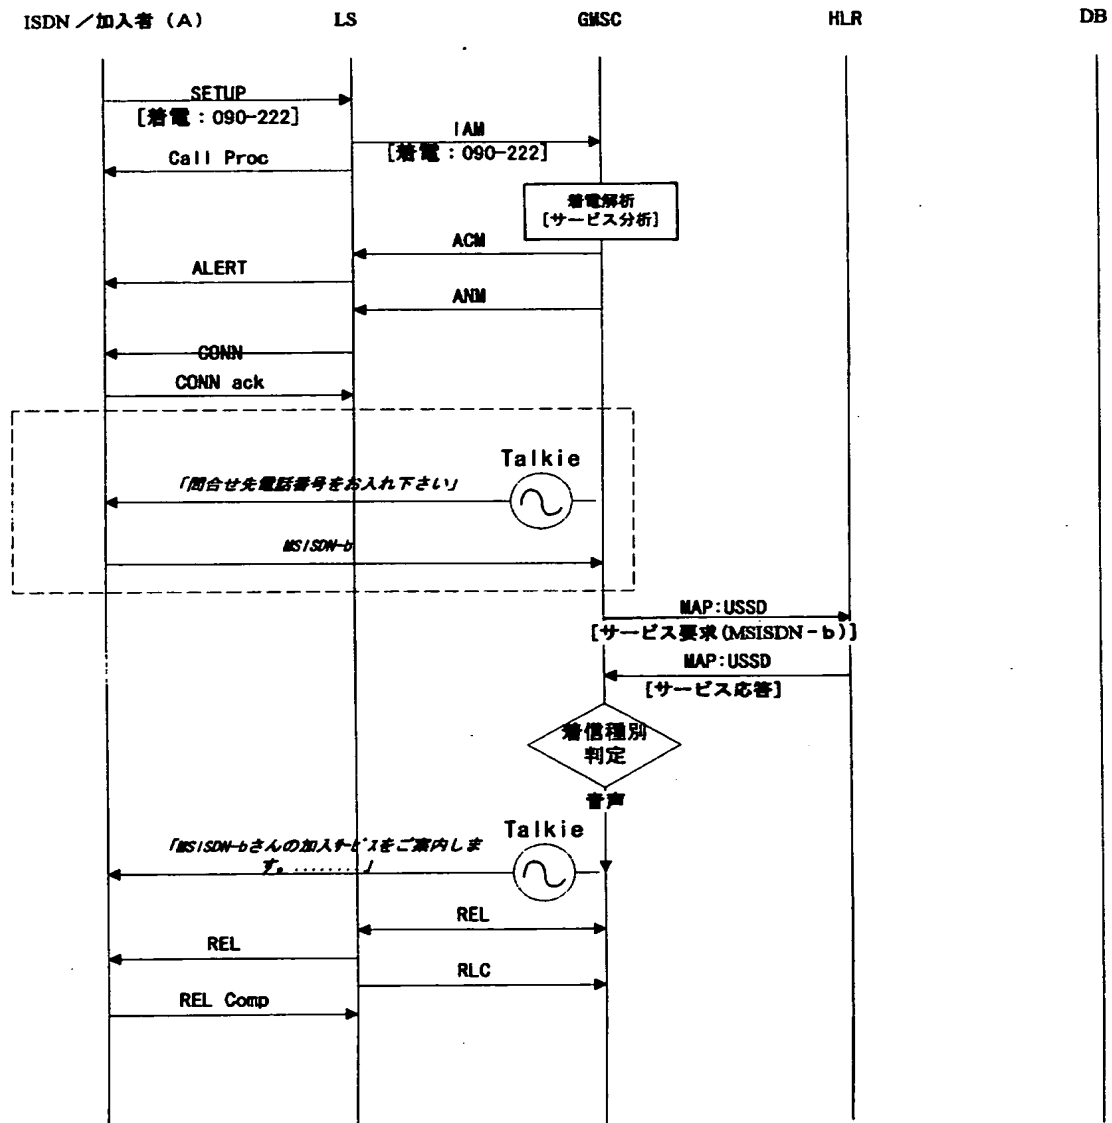 ISDN／加入者（A）
LS
GMSC
HLR
DB
SETUP
[着電：090-222]
IAM
[着電：090-222]
Call Proc
着電解析
[サービス分析]
ACM
ALERT
ANM
CONN
CONN ack
Talkie
「問合せ先電話番号をお入れ下さい」
MSISDN-b
MAP:USSD
[サービス要求(MSISDN-b)]
MAP:USSD
[サービス応答]
着信種別
判定
音声
Talkie
「MSISDN-bさんの加入サービスをご案内しま
す。.........」
REL
REL
RLC
REL Comp